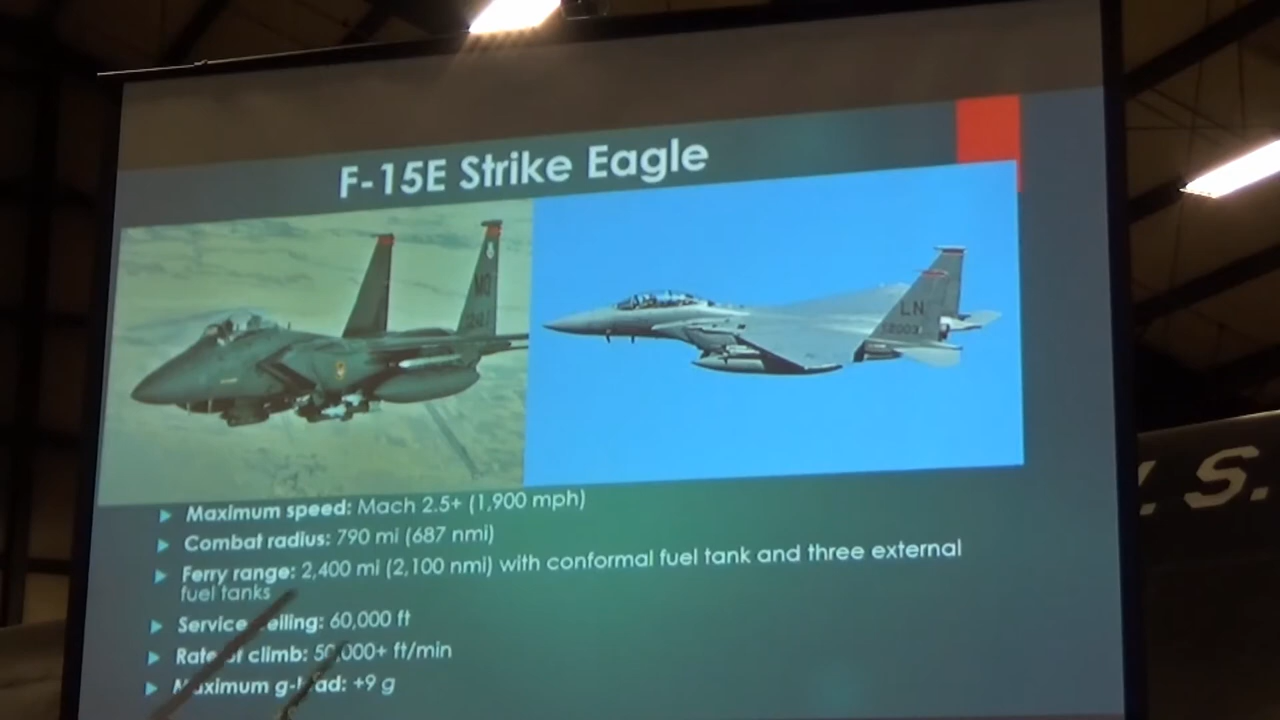 F-15E Strike Eagle
MO
LN
Maximum speed: Mach 2.5+ (1,900 mph)
Combat radius: 790 mi (687 nmi)
Ferry range: 2,400 mi (2,100 nmi) with conformal fuel tank and three external
fuel tanks
Service ceiling: 60,000 ft
Rate of climb: 50,000+ ft/min
Maximum g-load: +9 g
S.